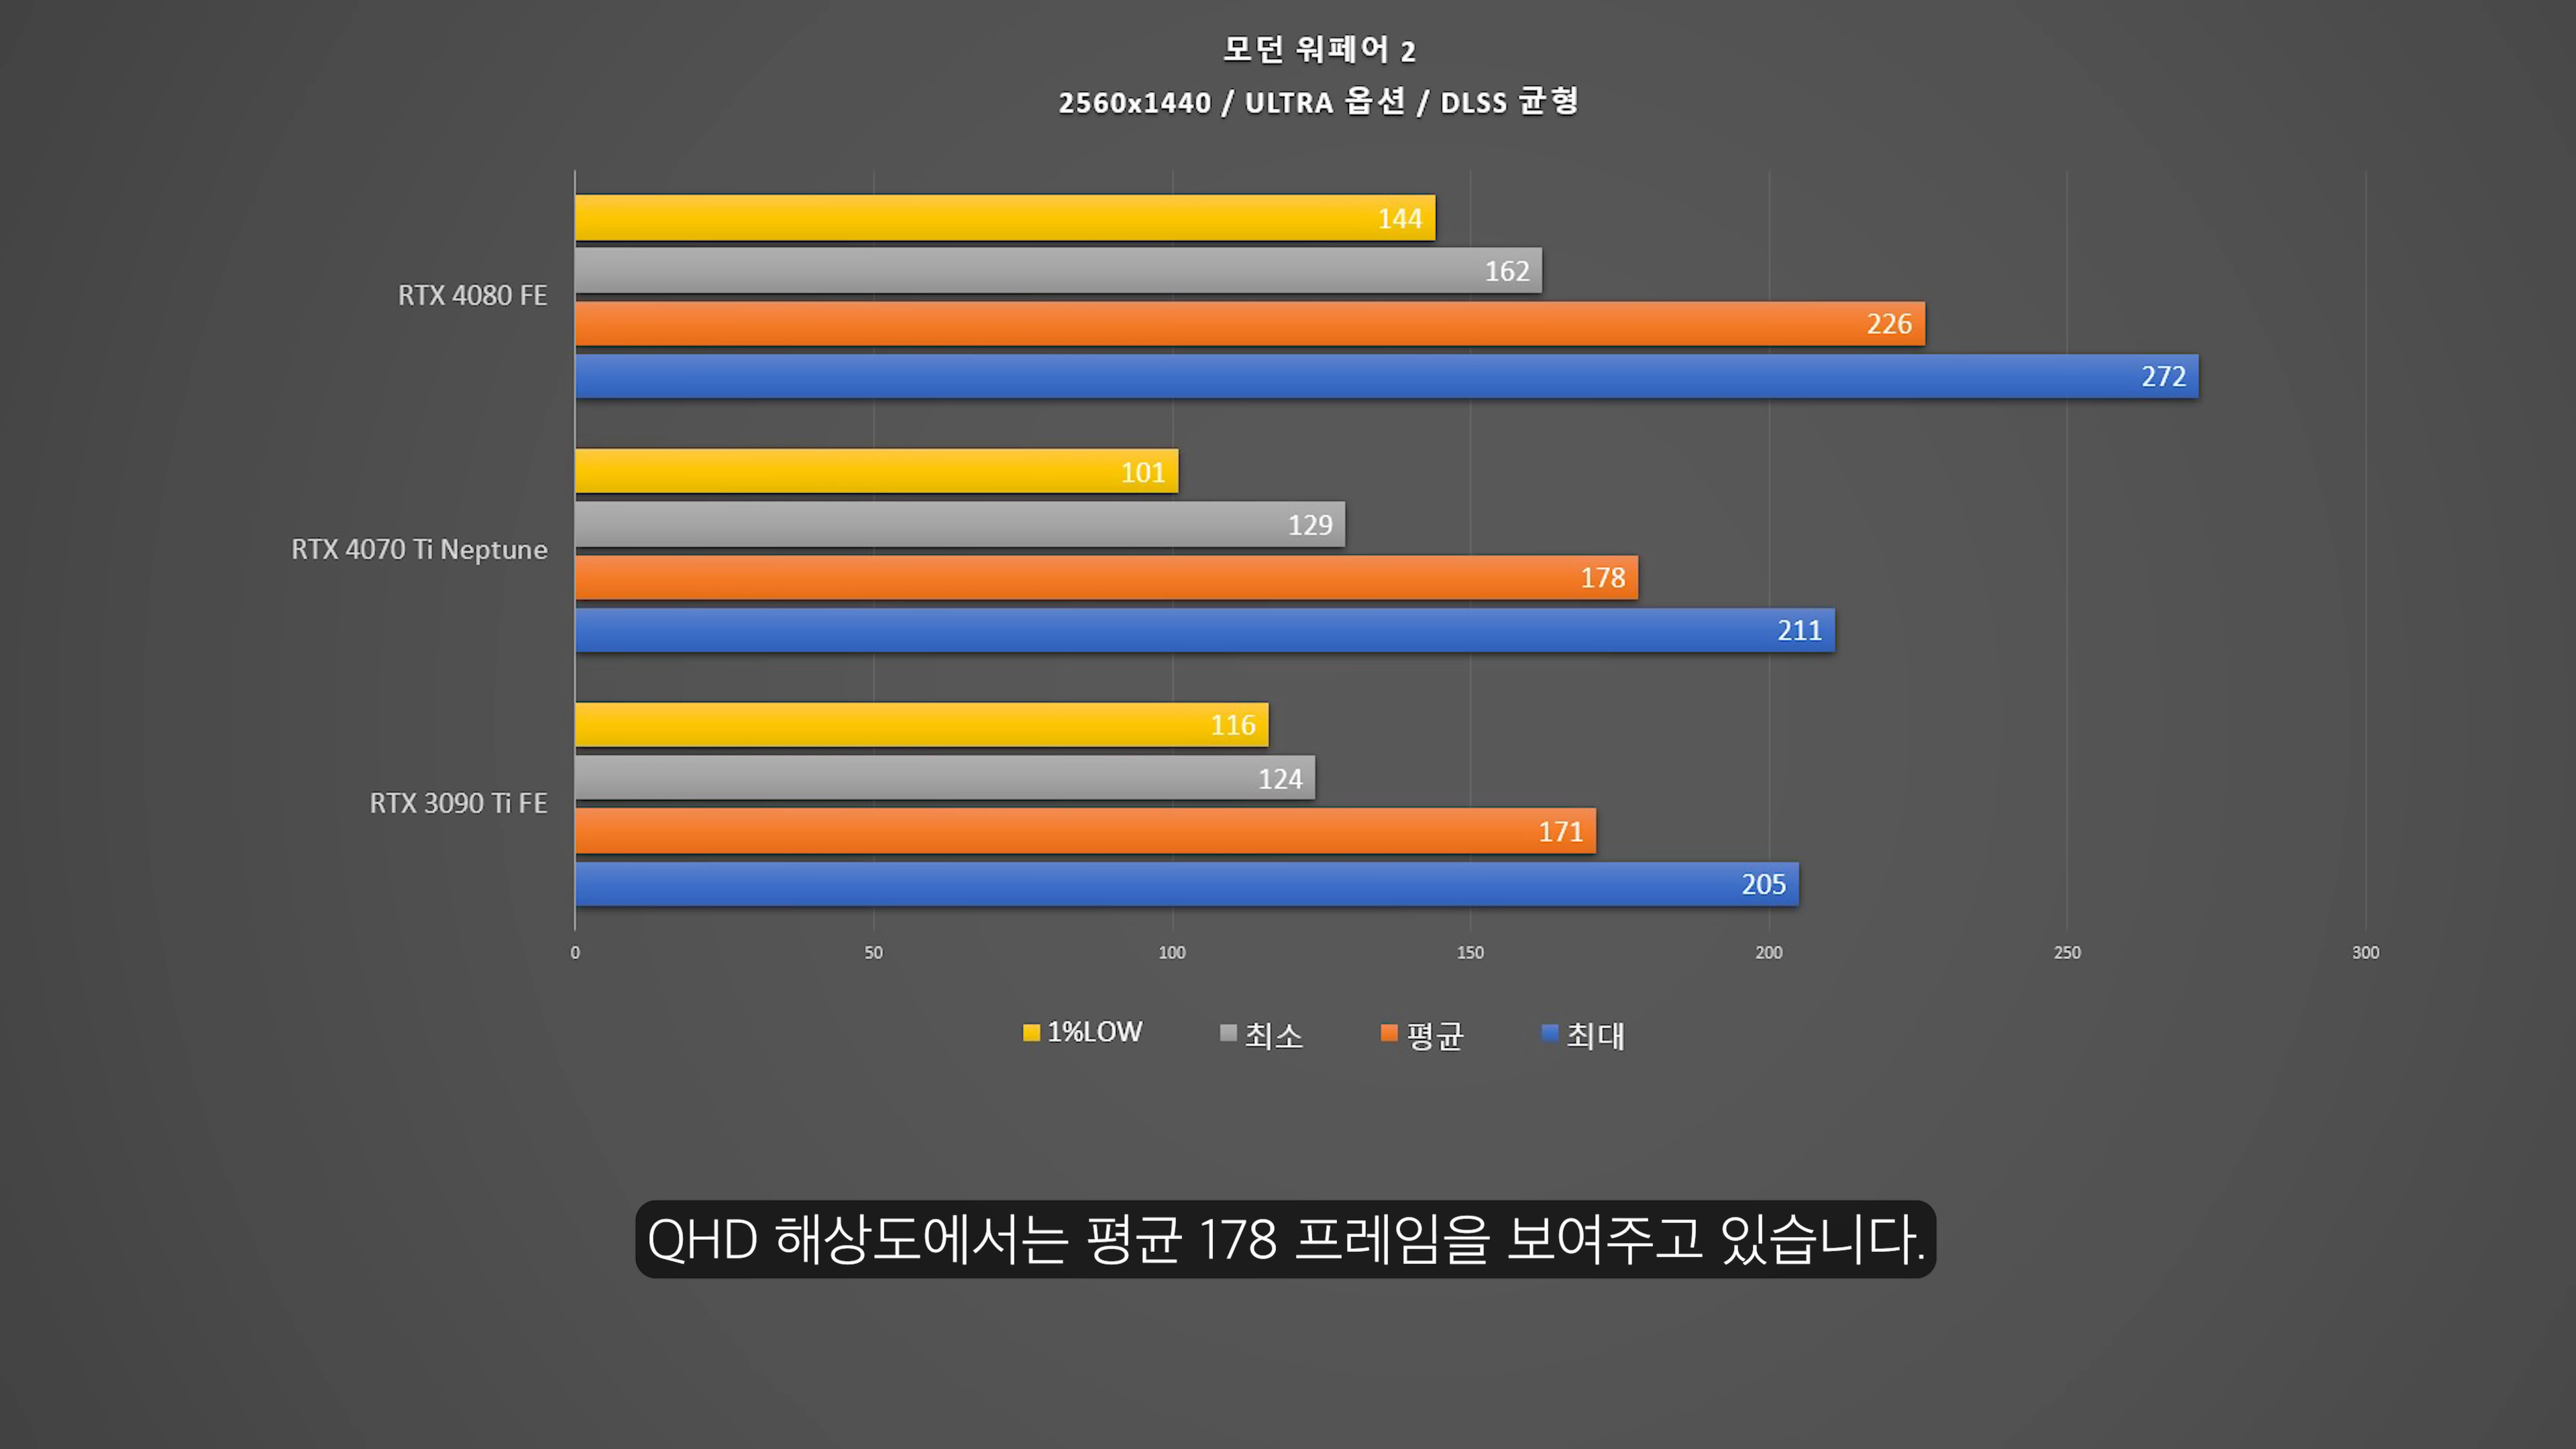 모던 워페어 2
2560x1440 / ULTRA 옵션 / DLSS 균형
RTX 4080 FE
144
162
226
272
RTX 4070 Ti Neptune
101
129
178
211
RTX 3090 Ti FE
116
124
171
205
0 50 100 150 200 250 300
1%LOW 최소 평균 최대
QHD 해상도에서는 평균 178 프레임을 보여주고 있습니다.